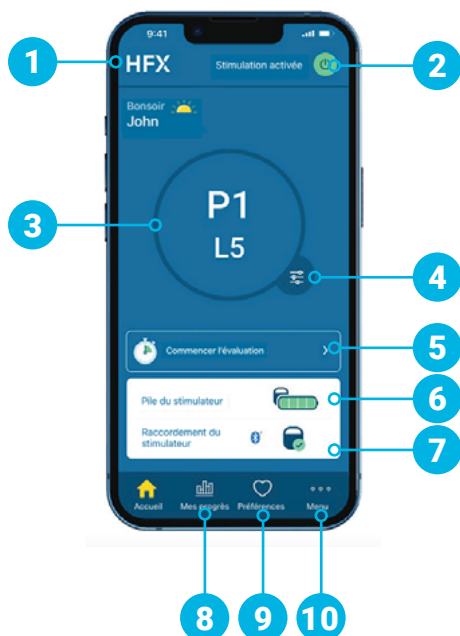 9:41
1
HFX
Stimulation activée
2
Bonsoir
John
3
P1
L5
4
Commencer l'évaluation
5
Pile du stimulateur
6
Raccordement du
stimulateur
7
Accueil
Mes progrès
Préférences
Menu
8
9
10